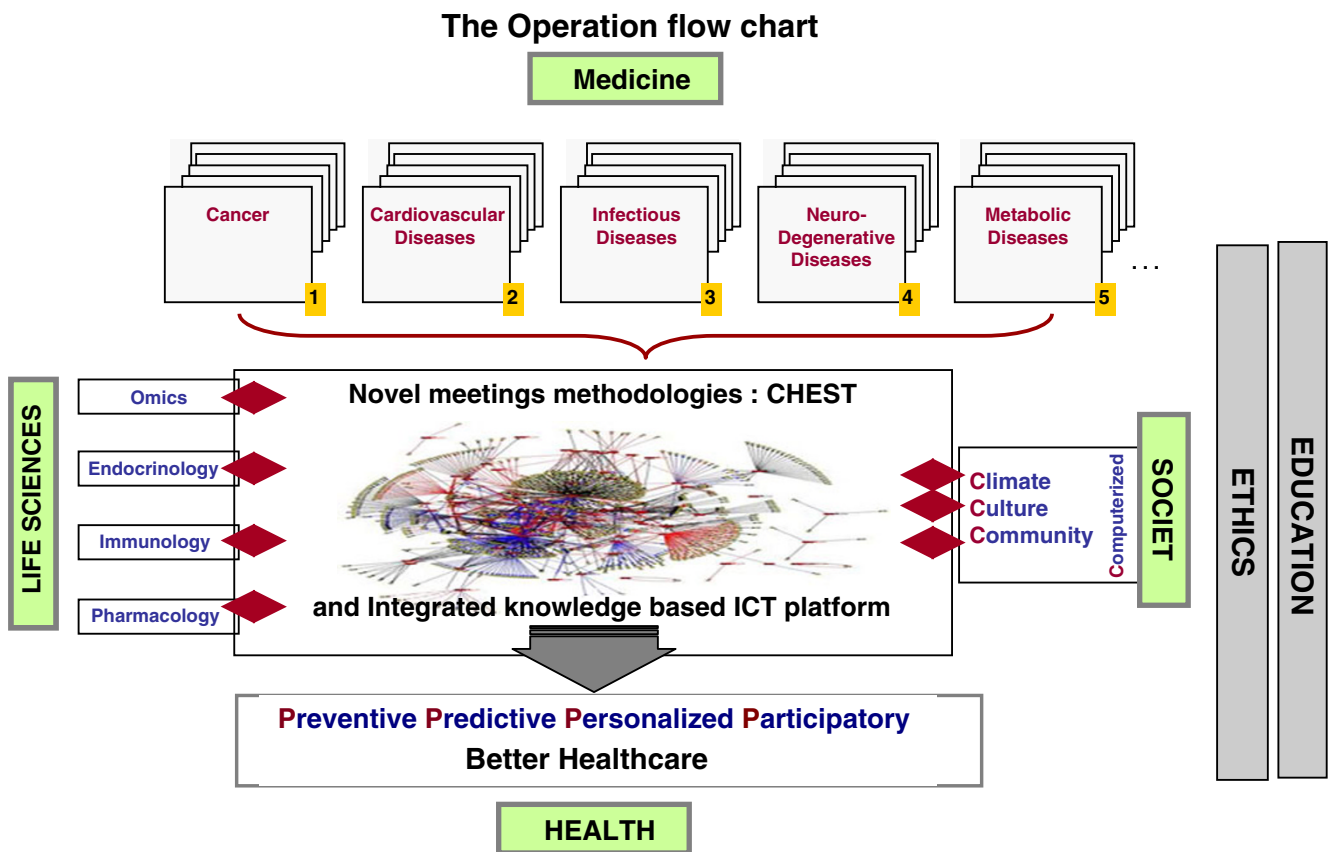 The Operation flow chart
Medicine
Cancer
1
Cardiovascular
Diseases
2
Infectious
Diseases
3
Neuro-
Degenerative
Diseases
4
Metabolic
Diseases
5
...
LIFE SCIENCES
Omics
Endocrinology
Immunology
Pharmacology
Novel meetings methodologies : CHEST
and Integrated knowledge based ICT platform
Climate
Culture
Community
Computerized
SOCIET
ETHICS
EDUCATION
Preventive Predictive Personalized Participatory
Better Healthcare
HEALTH